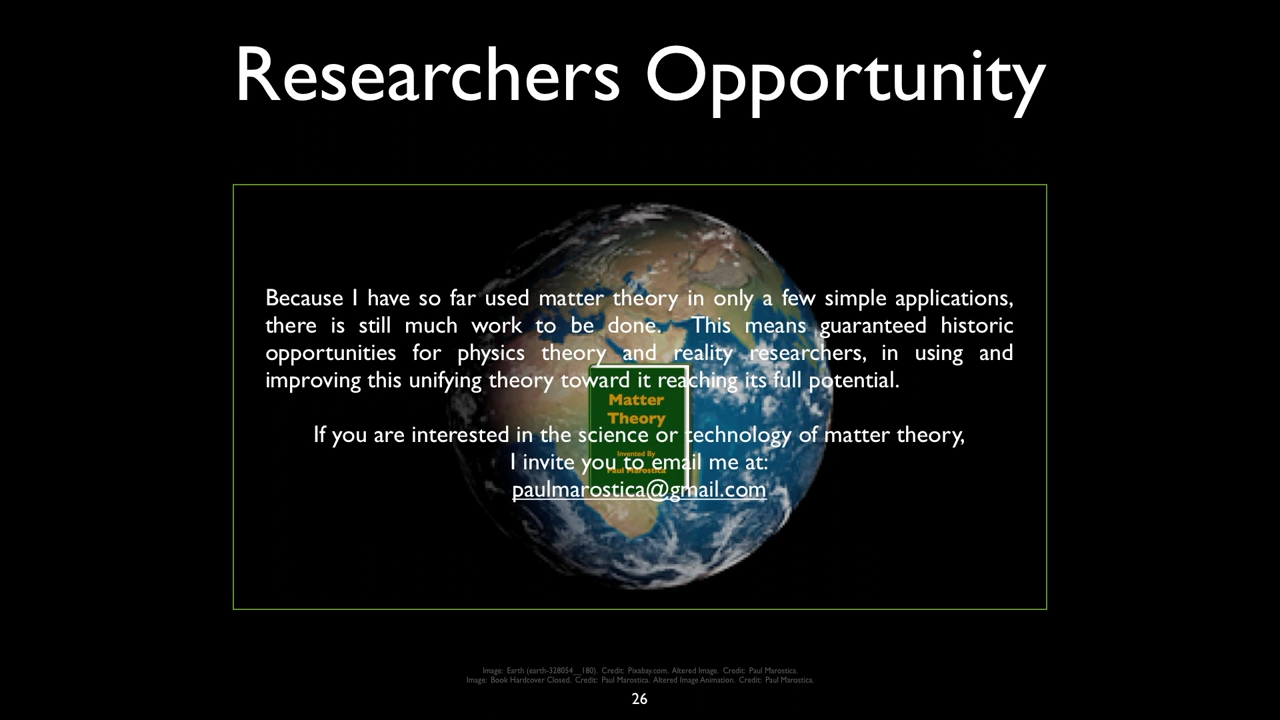 Researchers Opportunity
Because I have so far used matter theory in only a few simple applications,
there is still much work to be done.  This means guaranteed historic
opportunities for physics theory and reality researchers, in using and
improving this unifying theory toward it reaching its full potential.
Matter
Theory
If you are interested in the science or technology of matter theory,
Invented By
I invite you to email me at:
Paul Marostica
paulmarostica@gmail.com
Image: Earth (earth-328054__180). Credit: Pixabay.com. Altered Image. Credit: Paul Marostica.
Image: Book Hardcover Closed. Credit: Paul Marostica. Altered Image Animation. Credit: Paul Marostica.
26